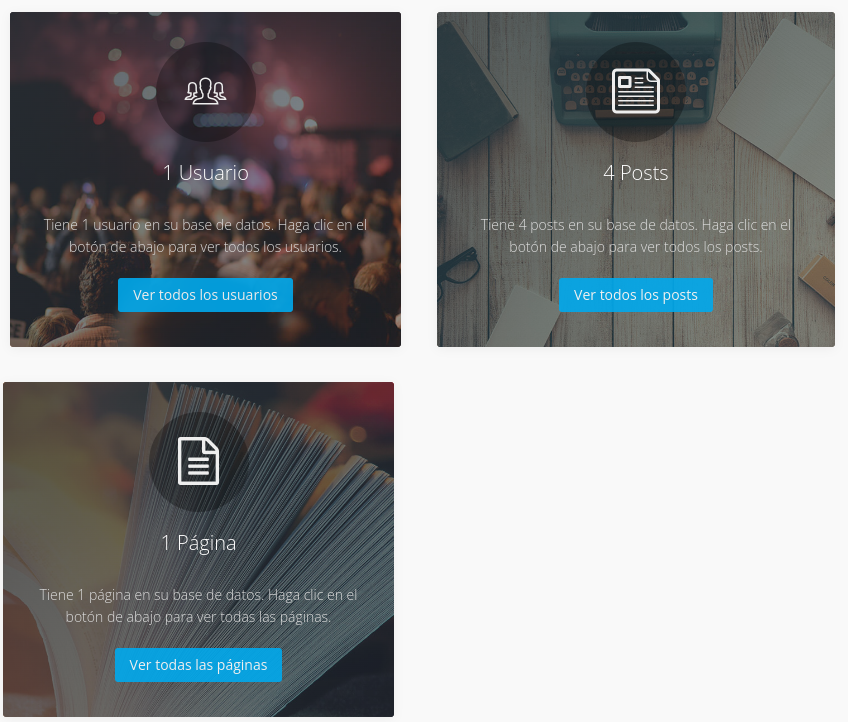 1 Usuario
Tiene 1 usuario en su base de datos. Haga clic en el
botón de abajo para ver todos los usuarios.
Ver todos los usuarios
4 Posts
Tiene 4 posts en su base de datos. Haga clic en el
botón de abajo para ver todos los posts.
Ver todos los posts
1 Página
Tiene 1 página en su base de datos. Haga clic en el
botón de abajo para ver todas las páginas.
Ver todas las páginas